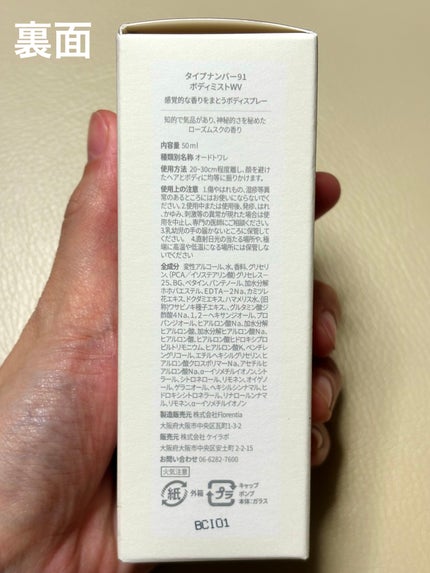 裏面
タイプナンバー91
ボディミストWV
感覚的な香りをまとうボディスプレー
知的で気品があり、神秘的さを秘めた
ローズムスクの香り
内容量 50ml
種類別名称 オードトワレ
使用方法 20~30cm程度離し、顔を避け
たヘアとボディに均等に振りかけます。
使用上の注意 1.傷やはれもの、湿疹等異
常のあるところにはお使いにならないでく
ださい。2.使用中または使用後、発疹、はれ、
かゆみ、刺激等の異常が現れた場合は使
用を中止し、専門の医師にご相談ください。
3.乳幼児の手の届かないところに保管して
ください。 4.直射日光の当たる場所や、極
端に高温や低温になる場所には保管しない
でください。
全成分 変性アルコール、水、香料、グリセリ
ン、(PCA/イソステアリン酸)グリセレスー
25、BG、ベタイン、パンテノール、加水分解
ホホバエステル、EDTAー2Na、カミツレ
花エキス、ドクダミエキス、ハマメリス水、(旧
称)ワサビノキ種子エキス、、グルタミン酸ジ
酢酸4Na、1,2ーヘキサンジオール、プロ
パンジオール、ヒアルロン酸Na、加水分解
ヒアルロン酸、加水分解ヒアルロン酸Na、
ヒアルロン酸、ヒアルロン酸ヒドロキシプロ
ピルトリモニウム、ヒアルロン酸K、ペンチレ
ングリコール、エチルヘキシルグリセリン、ヒ
アルロン酸クロスポリマーNa、アセチルヒ
アルロン酸Na、α-イソメチルイオノン、シト
ラール、シトロネロール、リモネン、オイゲノ
ール、ゲラニオール、ヘキシルシンナマル、ヒ
ドロキシシトロネラール、リナロールリナロール、
リモネン、α-イソメチルイオノン
製造販売元 株式会社Florentia
大阪府大阪市中央区瓦町1-3-2
販売元 株式会社 ケイラボ
大阪府大阪市中央区安土町 2-2-15
お問い合わせ 06-6282-7600
火気注意
紙 外箱 プラ キャップ
ポンプ
本体:ガラス
BCI01